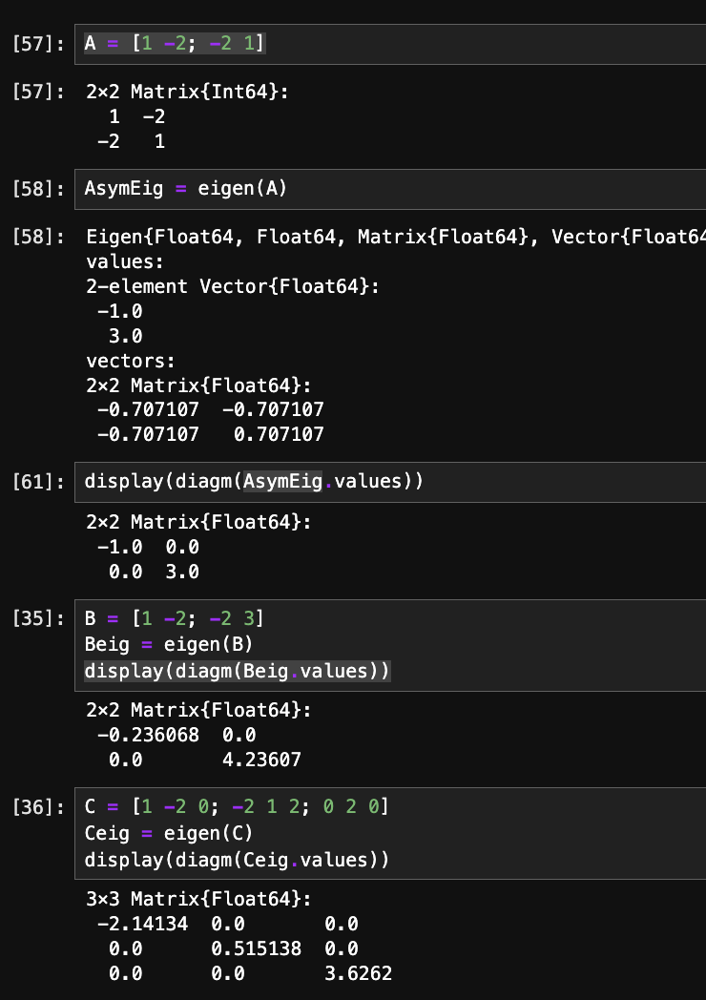 [57]: A = [1 -2; -2 1]
[57]: 2×2 Matrix{Int64}:
  1  -2
 -2   1
[58]: AsymEig = eigen(A)
[58]: Eigen{Float64, Float64, Matrix{Float64}, Vector{Float64
values:
2-element Vector{Float64}:
 -1.0
  3.0
vectors:
2×2 Matrix{Float64}:
 -0.707107  -0.707107
 -0.707107   0.707107
[61]: display(diagm(AsymEig.values))
2×2 Matrix{Float64}:
 -1.0  0.0
  0.0  3.0
[35]: B = [1 -2; -2 3]
Beig = eigen(B)
display(diagm(Beig.values))
2×2 Matrix{Float64}:
 -0.236068  0.0
  0.0       4.23607
[36]: C = [1 -2 0; -2 1 2; 0 2 0]
Ceig = eigen(C)
display(diagm(Ceig.values))
3×3 Matrix{Float64}:
 -2.14134  0.0       0.0
  0.0      0.515138  0.0
  0.0      0.0       3.6262